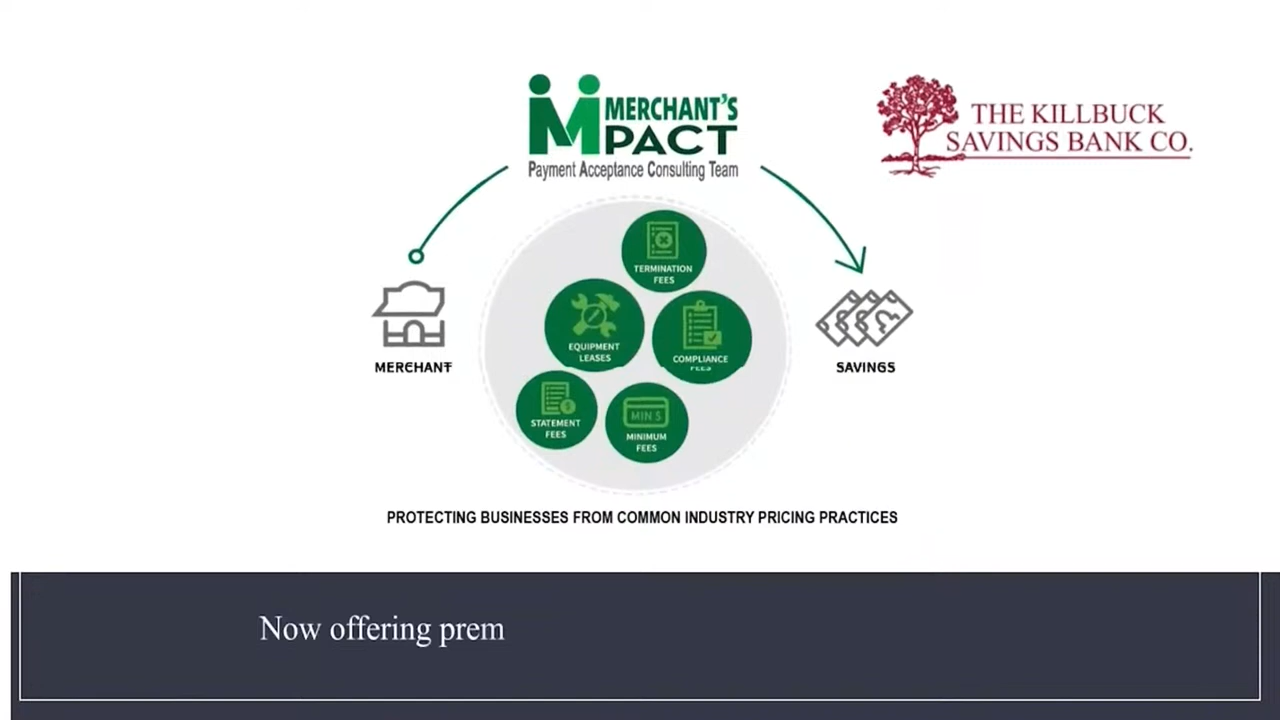 MERCHANT'S
PACT
Payment Acceptance Consulting Team
THE KILLBUCK
SAVINGS BANK CO.
TERMINATION
FEES
EQUIPMENT
LEASES
COMPLIANCE
FEES
MERCHANT
SAVINGS
STATEMENT
FEES
MIN $
MINIMUM
FEES
PROTECTING BUSINESSES FROM COMMON INDUSTRY PRICING PRACTICES
Now offering prem